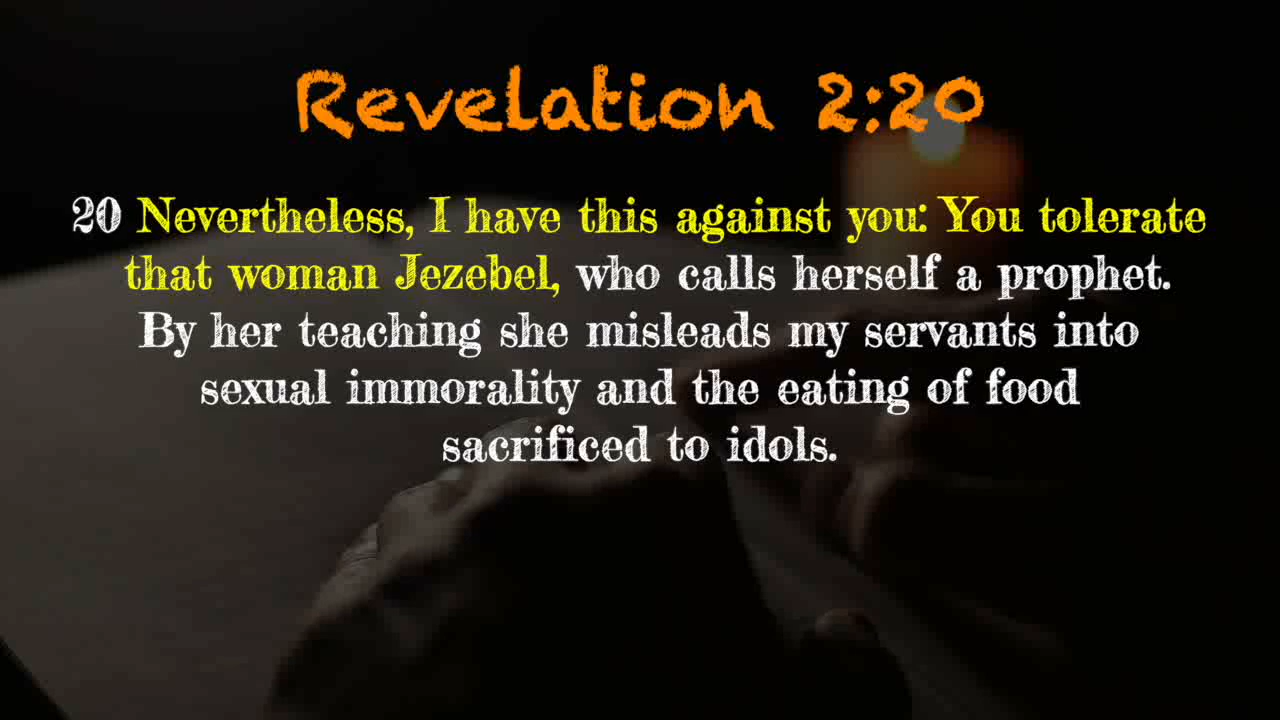 Revelation 2:20
20 Nevertheless, I have this against you: You tolerate
that woman Jezebel, who calls herself a prophet.
By her teaching she misleads my servants into
sexual immorality and the eating of food
sacrificed to idols.